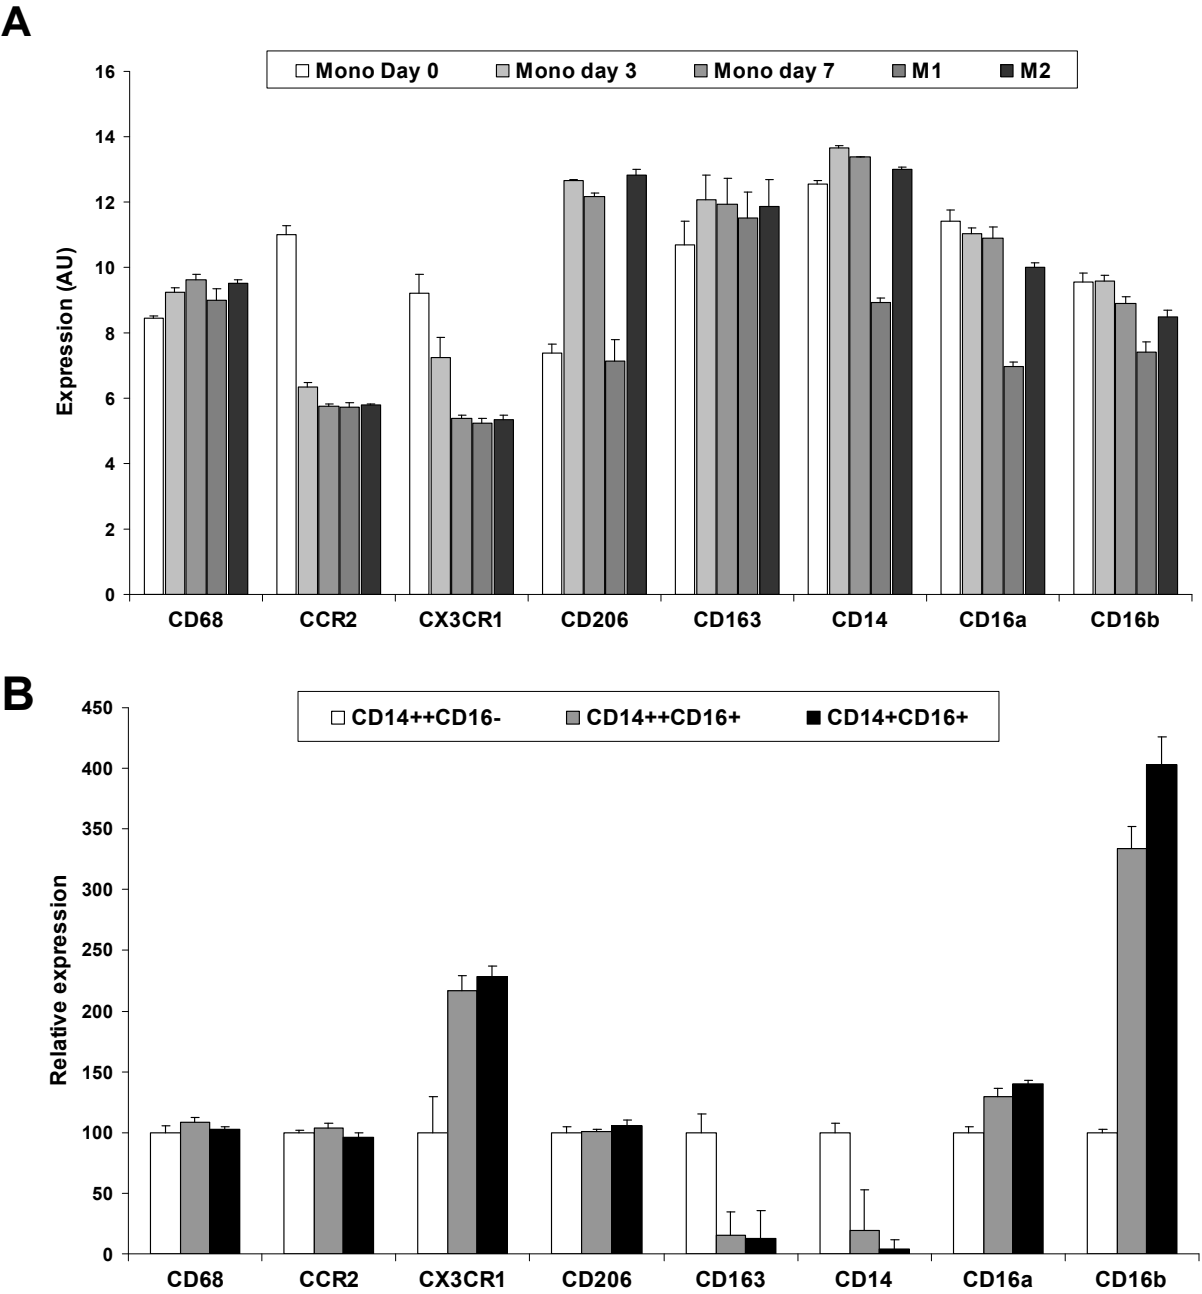 A
Mono Day 0 Mono day 3 Mono day 7 M1 M2
16
14
12
10
8
6
4
2
0
Expression (AU)
CD68 CCR2 CX3CR1 CD206 CD163 CD14 CD16a CD16b
B
CD14++CD16- CD14++CD16+ CD14+CD16+
450
400
350
300
250
200
150
100
50
0
Relative expression
CD68 CCR2 CX3CR1 CD206 CD163 CD14 CD16a CD16b